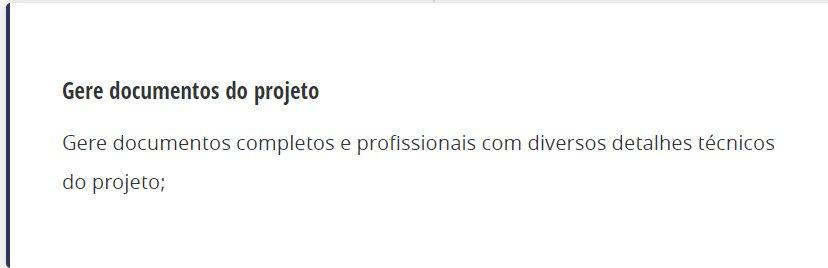 Gere documentos do projeto
Gere documentos completos e profissionais com diversos detalhes técnicos
do projeto;